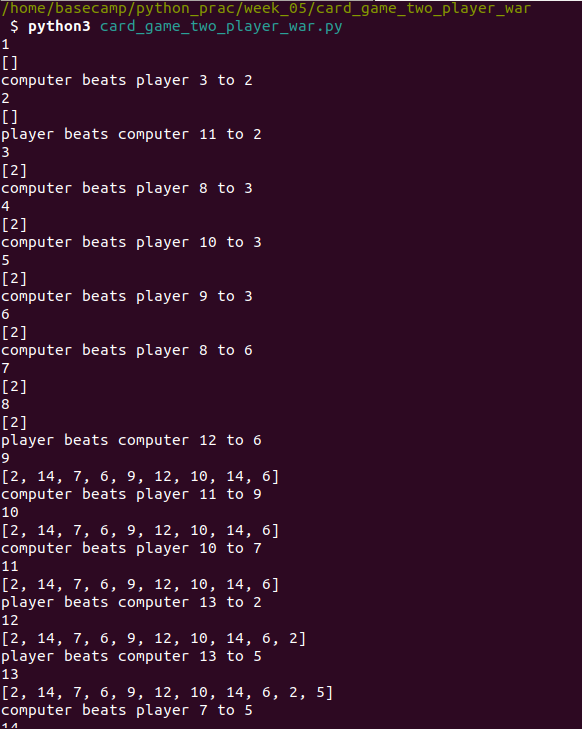 /home/basecamp/python_prac/week_05/card_game_two_player_war
$ python3 card_game_two_player_war.py
1
[]
computer beats player 3 to 2
2
[]
player beats computer 11 to 2
3
[2]
computer beats player 8 to 3
4
[2]
computer beats player 10 to 3
5
[2]
computer beats player 9 to 3
6
[2]
computer beats player 8 to 6
7
[2]
8
[2]
player beats computer 12 to 6
9
[2, 14, 7, 6, 9, 12, 10, 14, 6]
computer beats player 11 to 9
10
[2, 14, 7, 6, 9, 12, 10, 14, 6]
computer beats player 10 to 7
11
[2, 14, 7, 6, 9, 12, 10, 14, 6]
player beats computer 13 to 2
12
[2, 14, 7, 6, 9, 12, 10, 14, 6, 2]
player beats computer 13 to 5
13
[2, 14, 7, 6, 9, 12, 10, 14, 6, 2, 5]
computer beats player 7 to 5
14